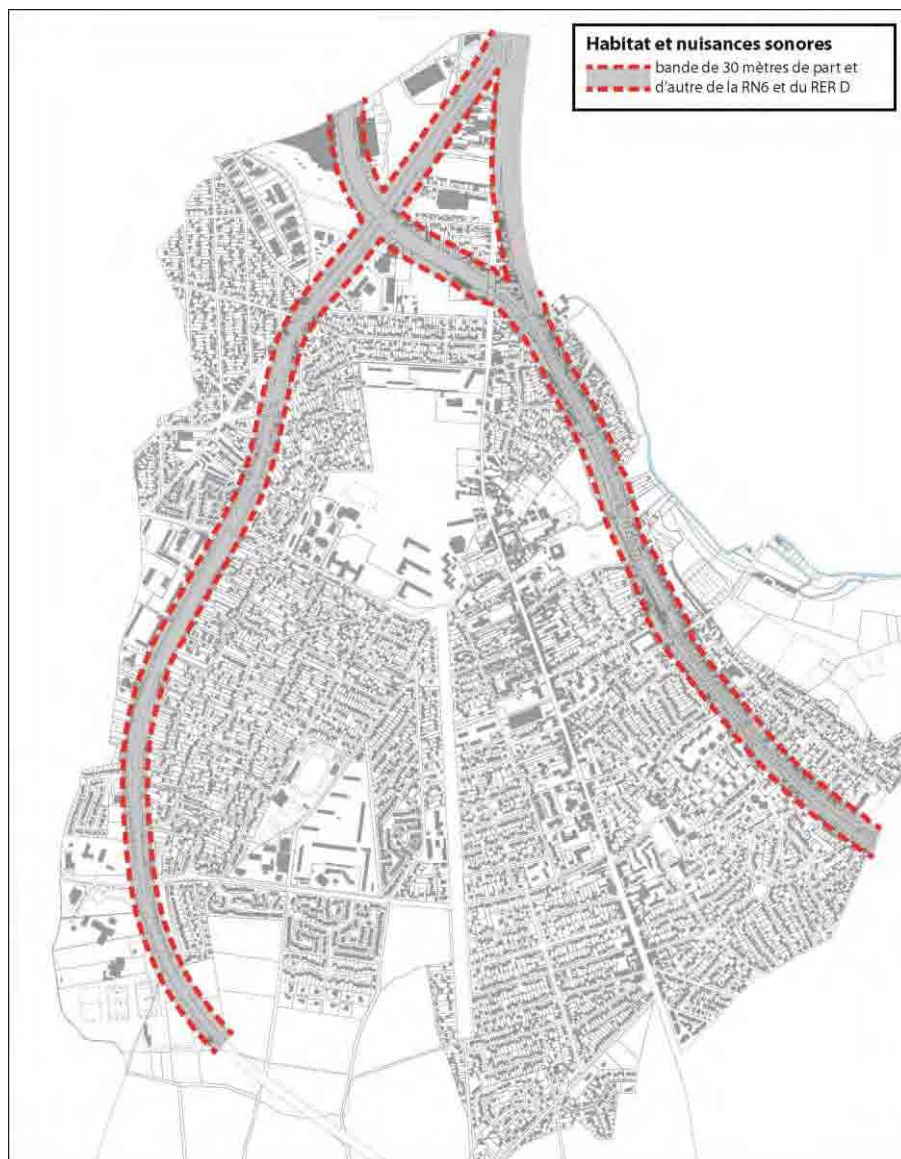 Habitat et nuisances sonores
bande de 30 mètres de part et
d'autre de la RN6 et du RER D